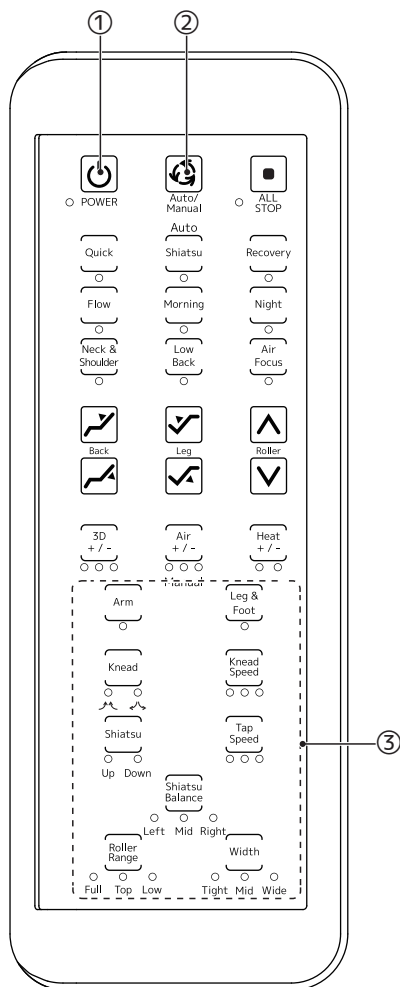 ① ②
POWER Auto/ ALL
Manual STOP
Auto
Quick Shiatsu Recovery
Flow Morning Night
Neck & Low Air
Shoulder Back Focus
Back Leg Roller
3D Air Heat
+ / - + / - + / -
Manual
Arm Leg &
Foot
Knead Knead
Speed
Shiatsu Tap
Speed
③
Up Down
Shiatsu
Balance
Left Mid Right
Roller Width
Range
Full Top Low Tight Mid Wide